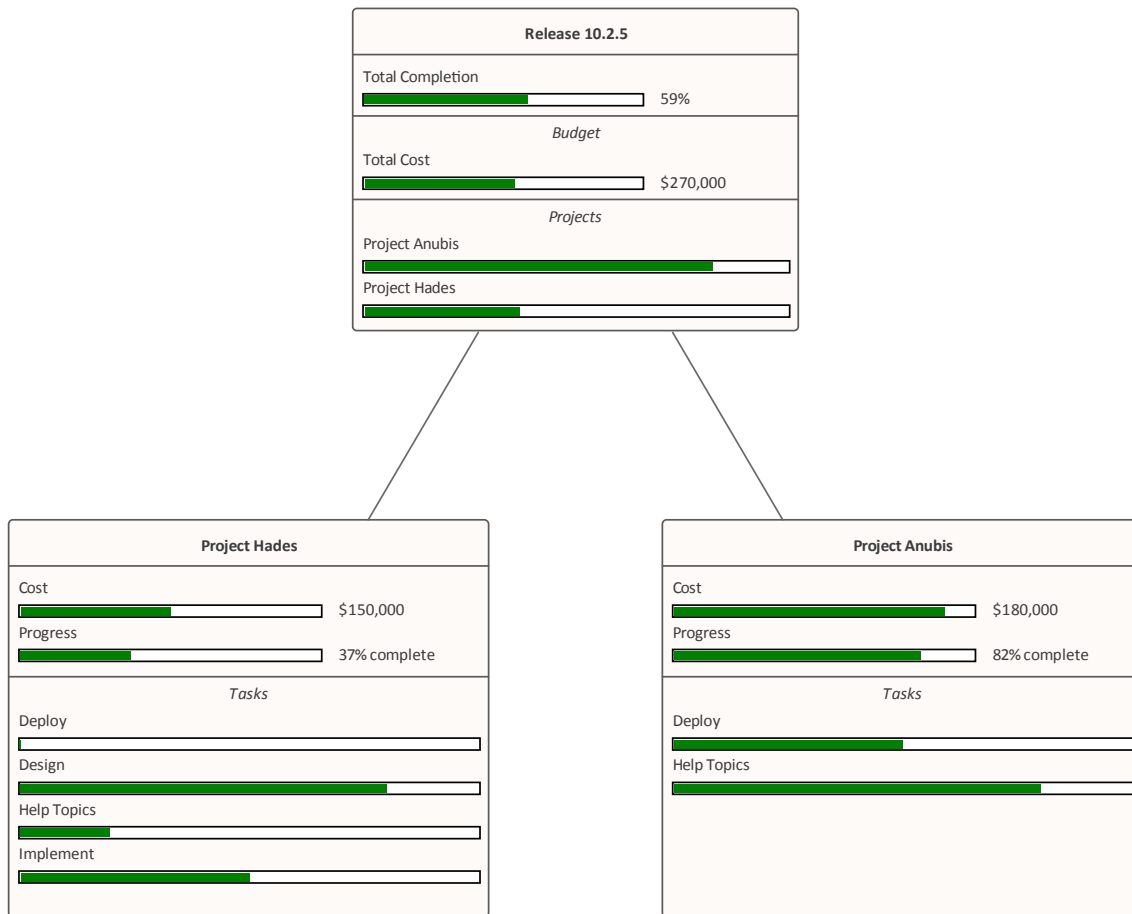 Release 10.2.5
Total Completion
59%
Budget
Total Cost
$270,000
Projects
Project Anubis
Project Hades
Project Hades
Cost
$150,000
Progress
37% complete
Tasks
Deploy
Design
Help Topics
Implement
Project Anubis
Cost
$180,000
Progress
82% complete
Tasks
Deploy
Help Topics